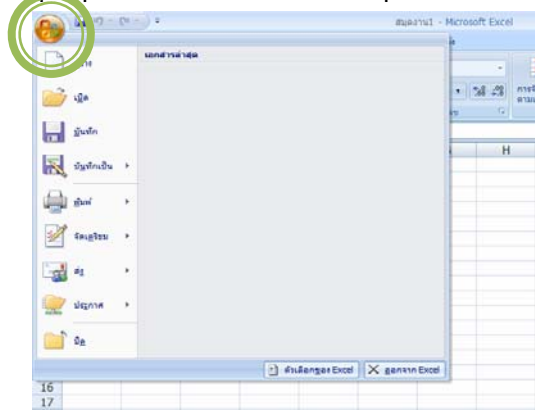 สมุดงาน1 - Microsoft Excel
เอกสารล่าสุด
เปิด
บันทึก
บันทึกเป็น
พิมพ์
จัดเตรียม
ส่ง
ประกาศ
ปิด
ตัวเลือกของ Excel
ออกจาก Excel
H
16
17